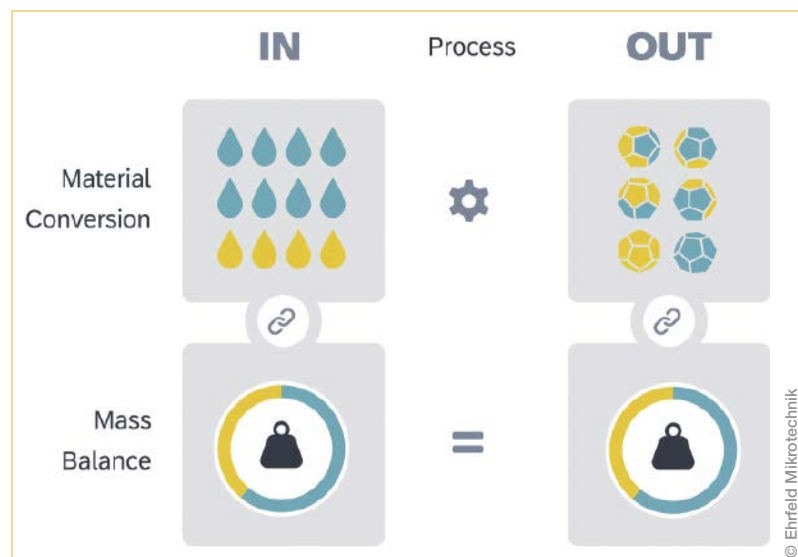 IN
Process
OUT
Material
Conversion
Mass
Balance
=
© Ehrfeld Mikrotechnik